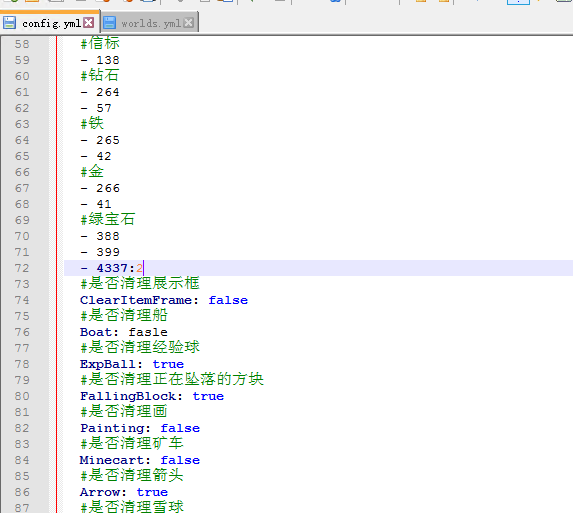 config.yml worlds.yml
58 #信标
59 - 138
60 #钻石
61 - 264
62 - 57
63 #铁
64 - 265
65 - 42
66 #金
67 - 266
68 - 41
69 #绿宝石
70 - 388
71 - 399
72 - 4337:2
73 #是否清理展示框
74 ClearItemFrame: false
75 #是否清理船
76 Boat: fasle
77 #是否清理经验球
78 ExpBall: true
79 #是否清理正在坠落的方块
80 FallingBlock: true
81 #是否清理画
82 Painting: false
83 #是否清理矿车
84 Minecart: false
85 #是否清理箭头
86 Arrow: true
87 #是否清理雪球